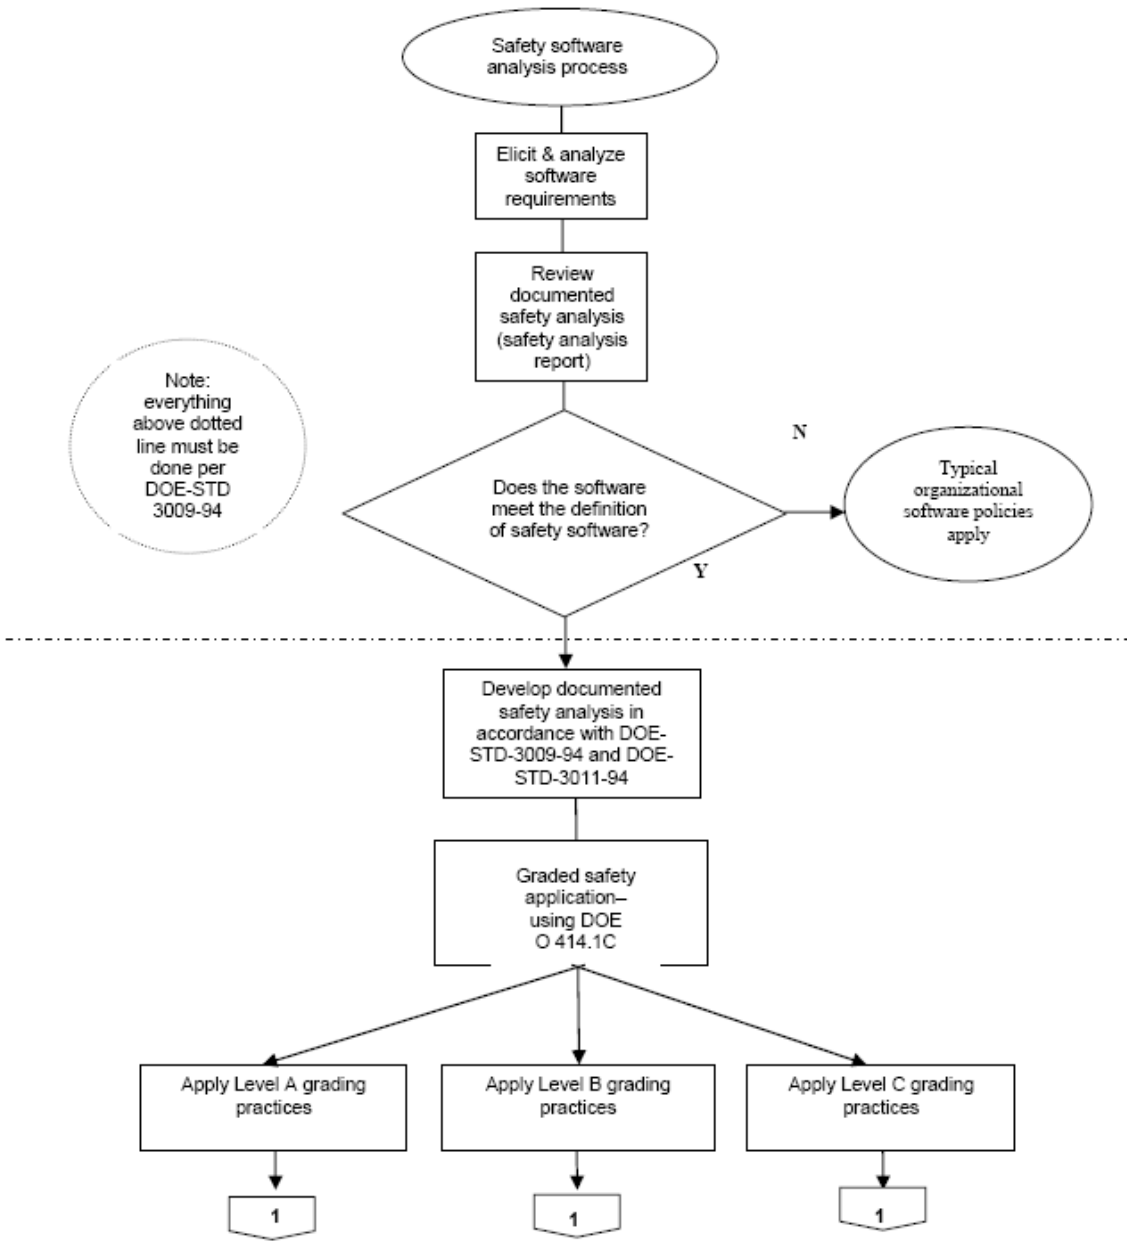 Safety software
analysis process
Elicit & analyze
software
requirements
Review
documented
safety analysis
(safety analysis
report)
Note:
everything
above dotted
line must be
done per
DOE-STD
3009-94
Does the software
meet the definition
of safety software?
N
Typical
organizational
software policies
apply
Y
Develop documented
safety analysis in
accordance with DOE-
STD-3009-94 and DOE-
STD-3011-94
Graded safety
application–
using DOE
O 414.1C
Apply Level A grading
practices
Apply Level B grading
practices
Apply Level C grading
practices
1
1
1